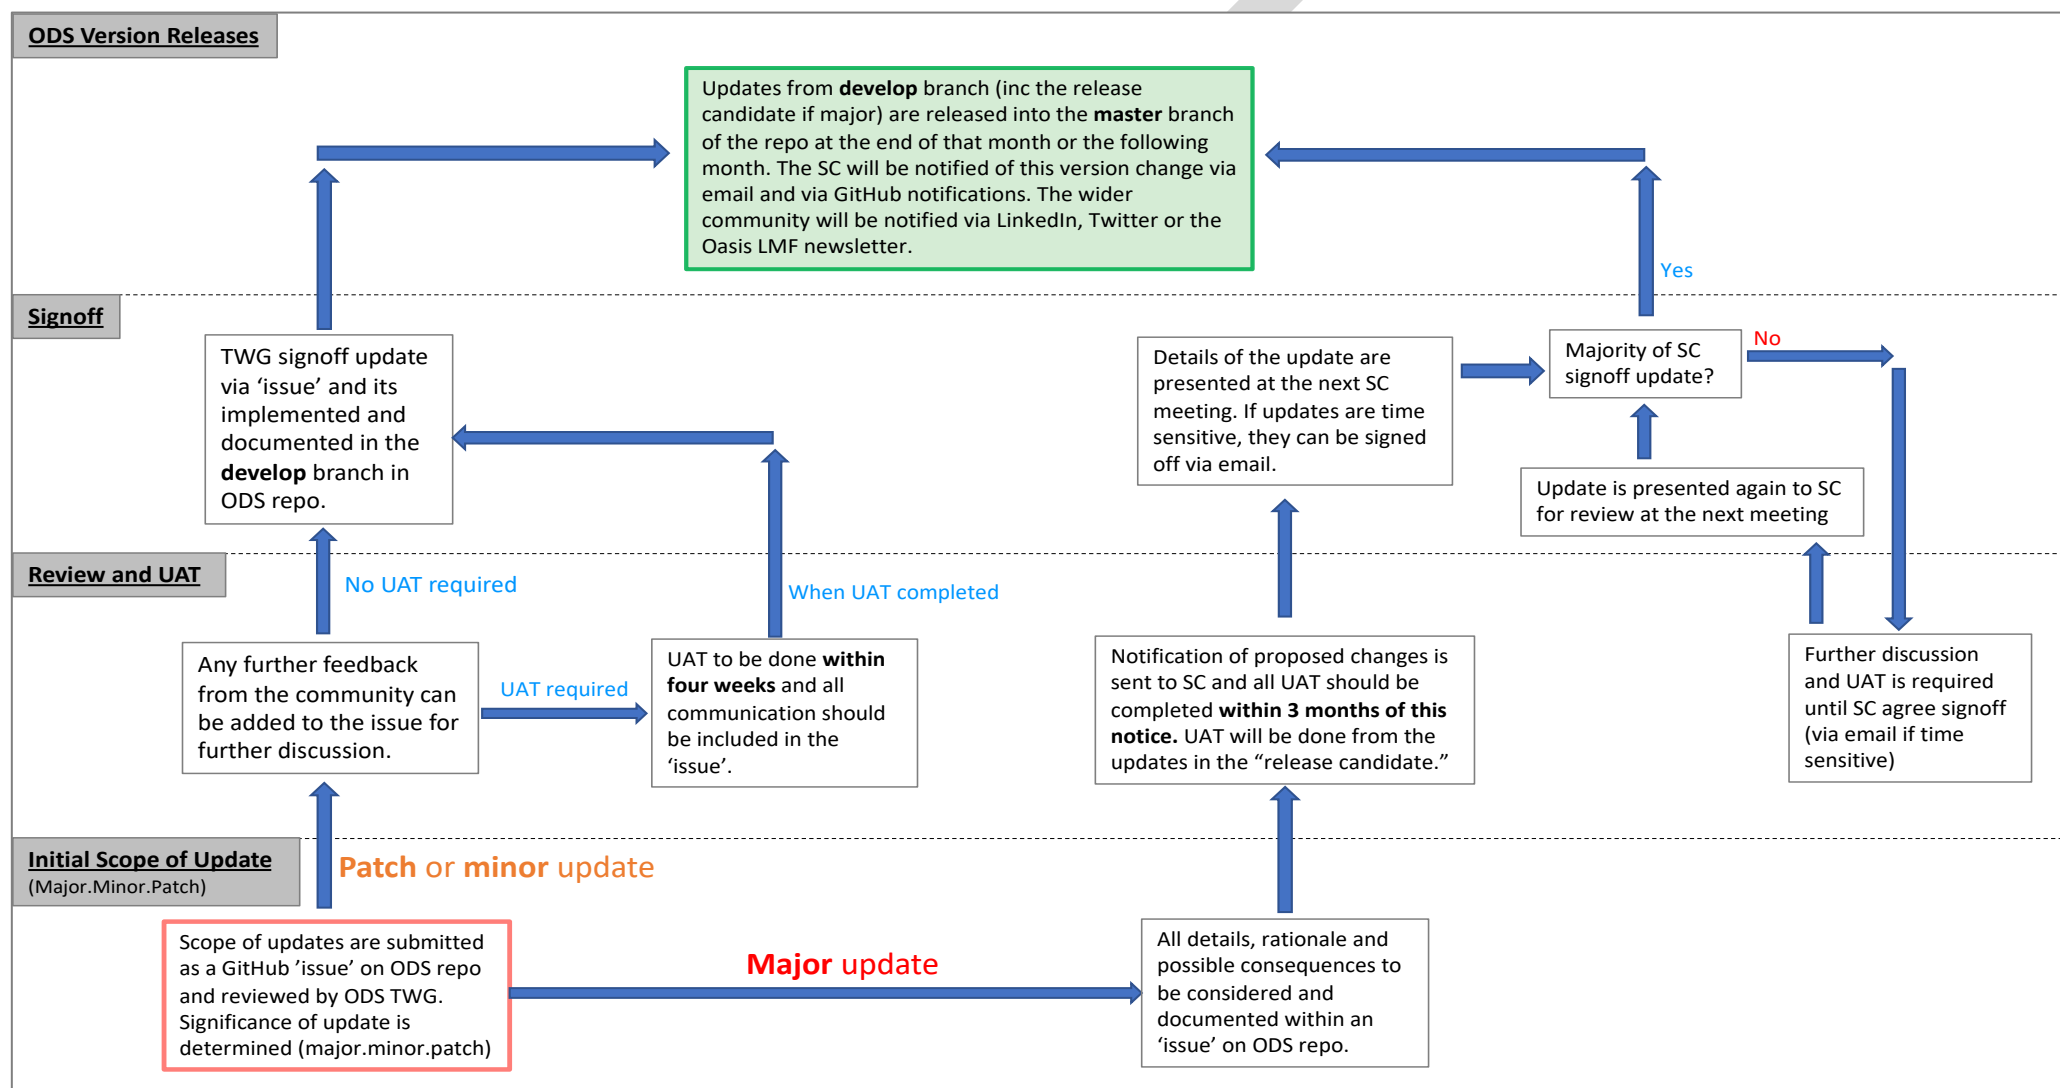 ODS Version Releases
Updates from develop branch (inc the release
candidate if major) are released into the master branch
of the repo at the end of that month or the following
month. The SC will be notified of this version change via
email and via GitHub notifications. The wider
community will be notified via LinkedIn, Twitter or the
Oasis LMF newsletter.
Yes
Signoff
TWG signoff update
via ‘issue’ and its
implemented and
documented in the
develop branch in
ODS repo.
Details of the update are
presented at the next SC
meeting. If updates are time
sensitive, they can be signed
off via email.
Majority of SC
signoff update?
No
Update is presented again to SC
for review at the next meeting
Review and UAT
No UAT required
When UAT completed
Any further feedback
from the community can
be added to the issue for
further discussion.
UAT required
UAT to be done within
four weeks and all
communication should
be included in the
‘issue’.
Notification of proposed changes is
sent to SC and all UAT should be
completed within 3 months of this
notice. UAT will be done from the
updates in the “release candidate.”
Further discussion
and UAT is required
until SC agree signoff
(via email if time
sensitive)
Initial Scope of Update
(Major.Minor.Patch)
Patch or minor update
Scope of updates are submitted
as a GitHub ’issue’ on ODS repo
and reviewed by ODS TWG.
Significance of update is
determined (major.minor.patch)
Major update
All details, rationale and
possible consequences to
be considered and
documented within an
‘issue’ on ODS repo.